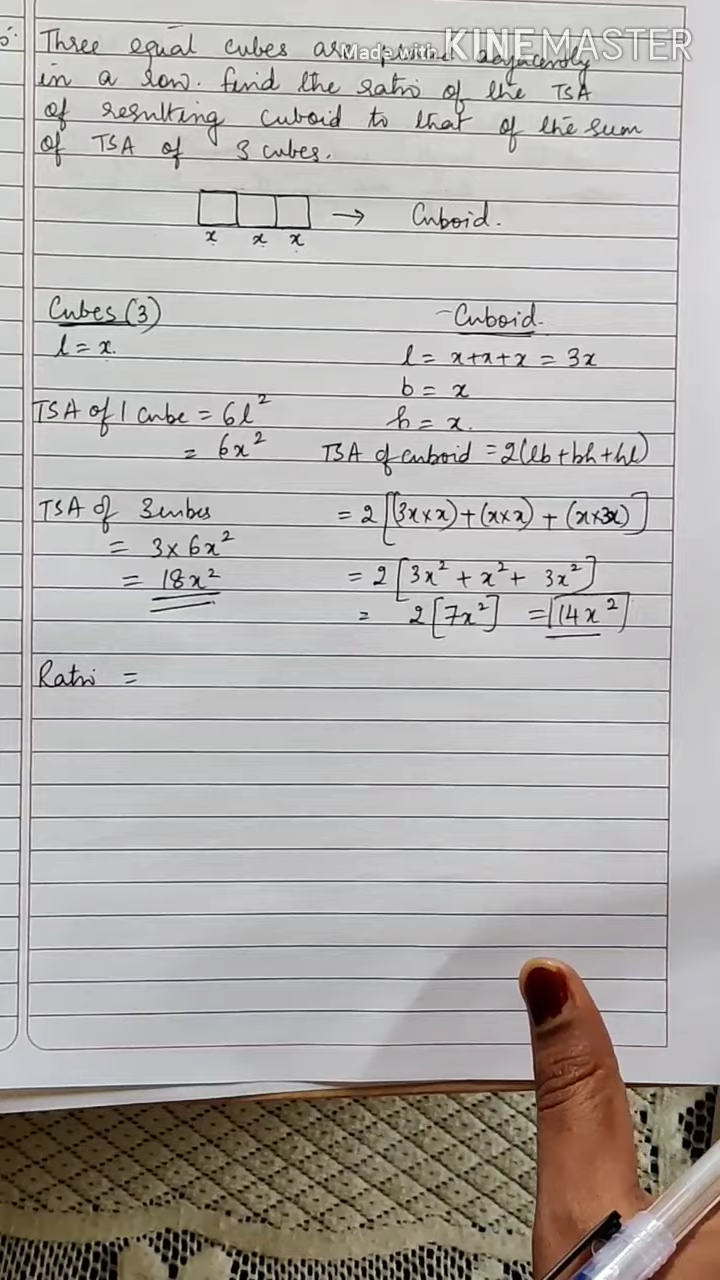 Three equal cubes are adjacently
Made with KINEMASTER
in a row. find the ratio of the TSA
of resulting cuboid to that of the sum
of TSA of 3 cubes.
→ Cuboid.
x x x
Cubes (3)
l = x.
TSA of 1 Cube = 6l²
= 6x²
TSA of 3 cubes
= 3 x 6x²
= 18x²
Cuboid.
l = x+x+x = 3x
b = x
h = x.
TSA of cuboid = 2(lb + bh + hl)
= 2 [(3x×x) + (x×x) + (x×3x)]
= 2 [3x² + x² + 3x²]
= 2 [7x²] = 14x²
Ratio =